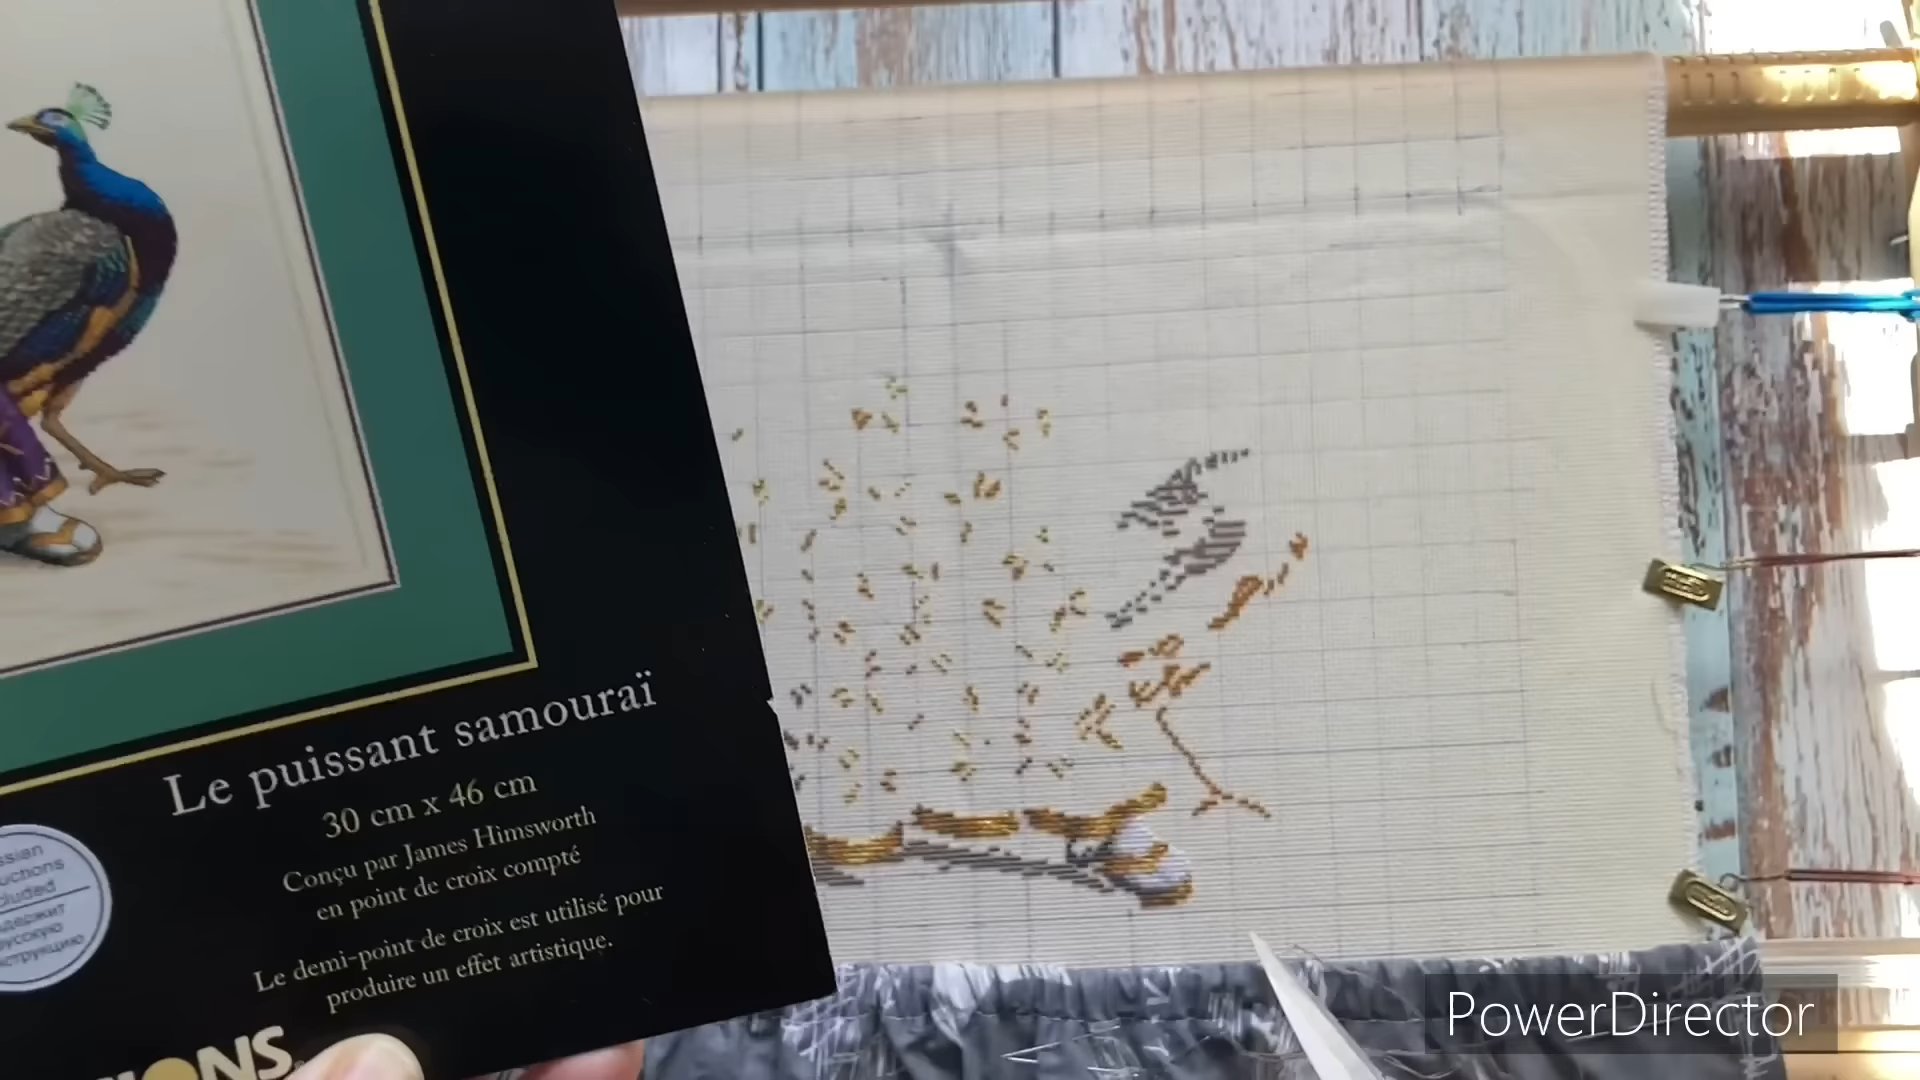 Le puissant samouraï
30 cm x 46 cm
Conçu par James Himsworth
en point de croix compté
Le demi-point de croix est utilisé pour
produire un effet artistique.
PowerDirector